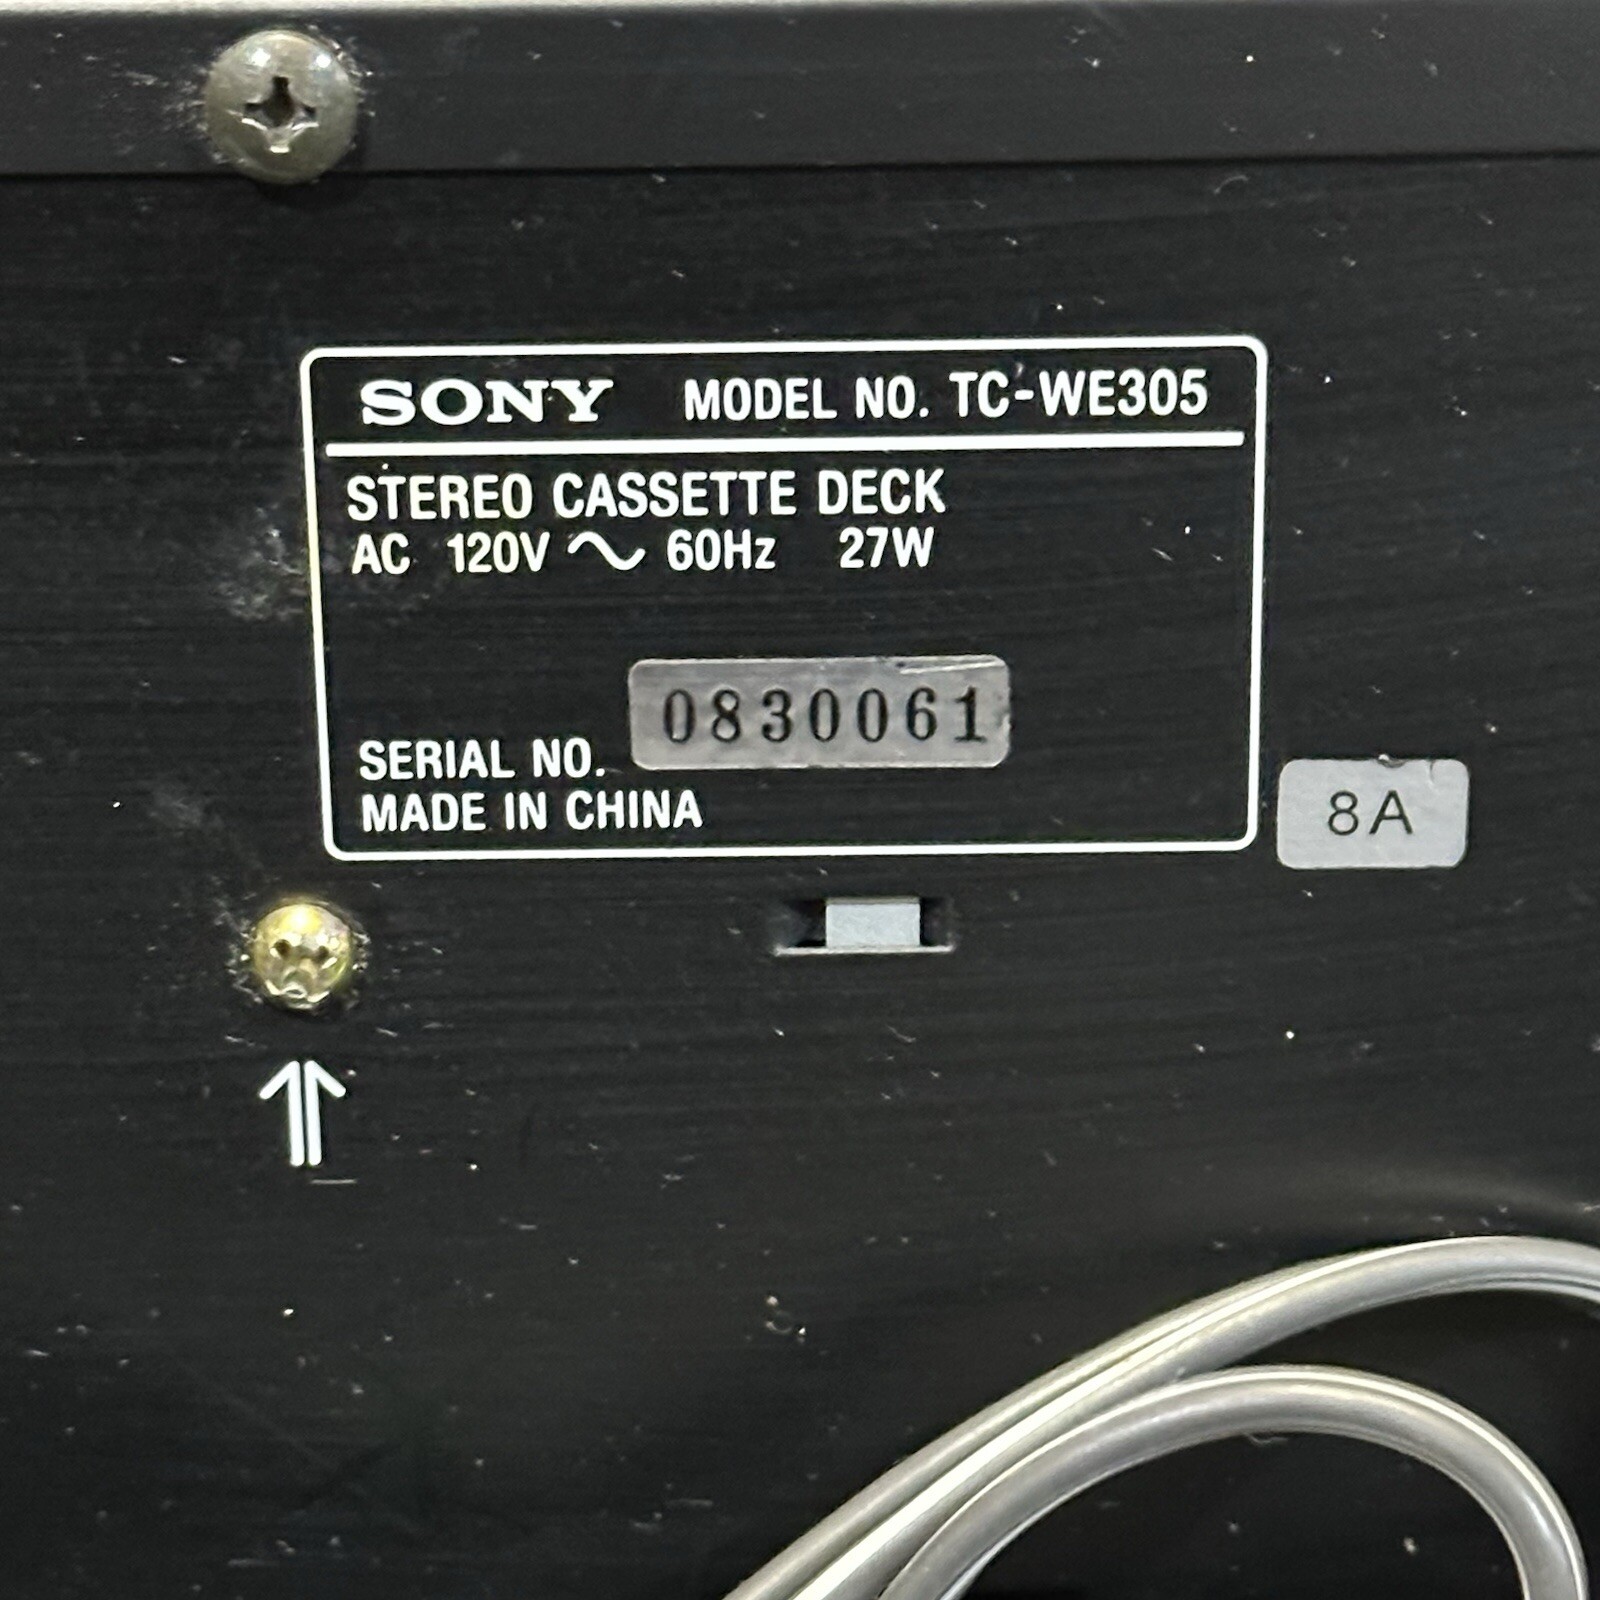 SONY MODEL NO. TC-WE305
STEREO CASSETTE DECK
AC 120V ~ 60Hz 27W
0830061
SERIAL NO.
MADE IN CHINA
8A